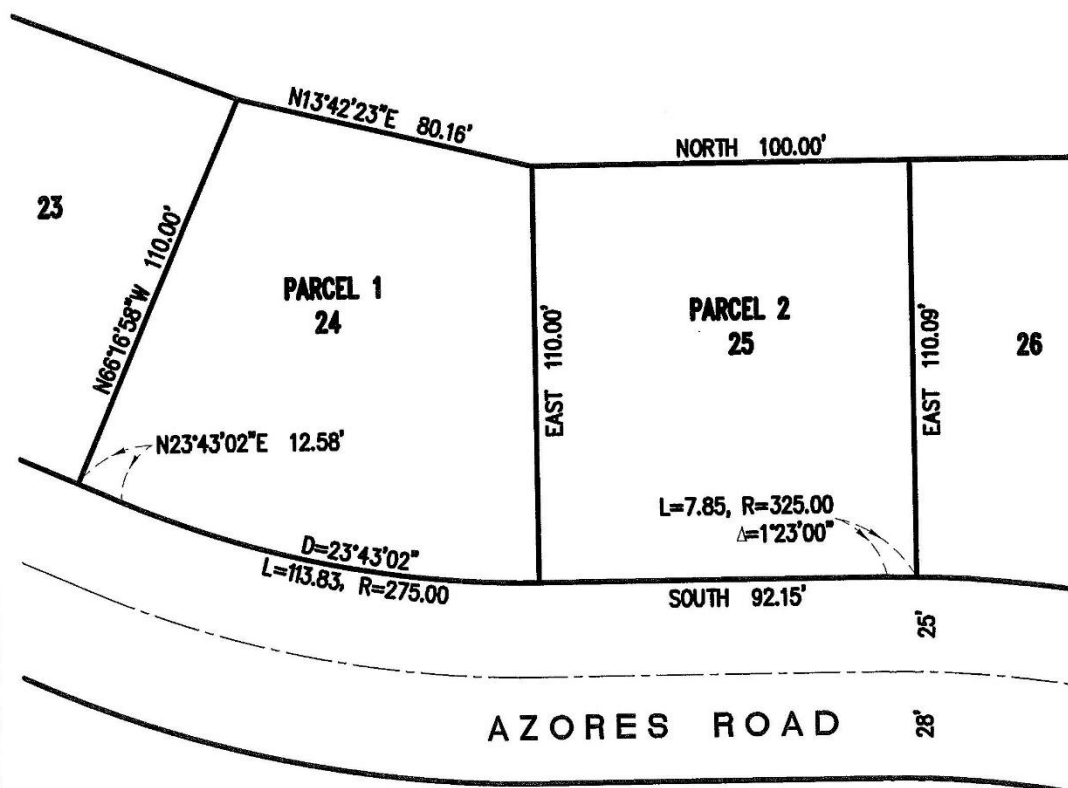 N13°42'23"E 80.16'
NORTH 100.00'
23
N66°16'58"W 110.00'
PARCEL 1
24
EAST 110.00'
PARCEL 2
25
EAST 110.09'
26
N23°43'02"E 12.58'
L=7.85, R=325.00
Δ=1°23'00"
D=23°43'02"
L=113.83, R=275.00
SOUTH 92.15'
25'
AZORES ROAD
28'